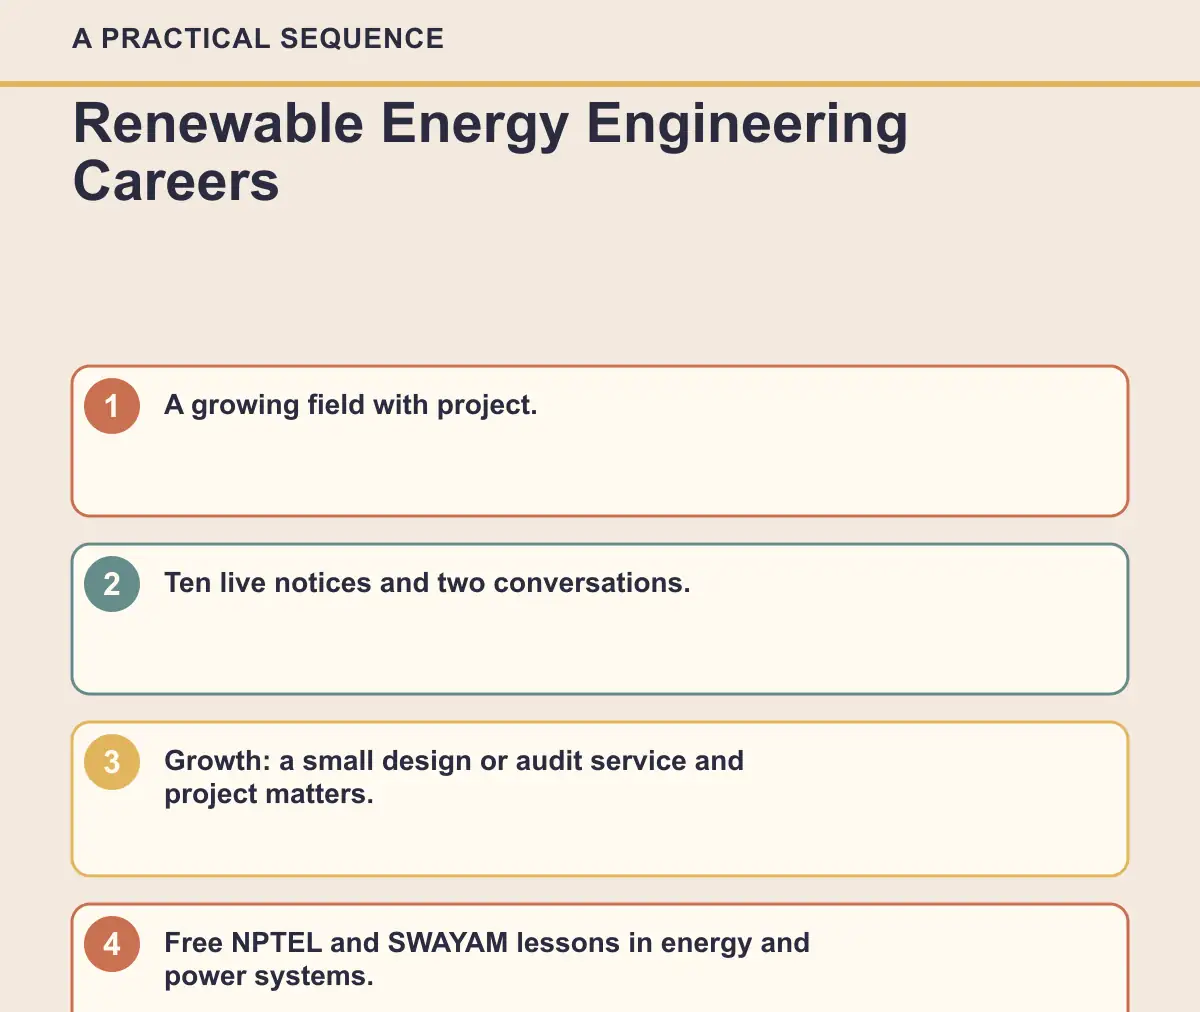 A PRACTICAL SEQUENCE
Renewable Energy Engineering
Careers
1
A growing field with project.
2
Ten live notices and two conversations.
3
Growth: a small design or audit service and
project matters.
4
Free NPTEL and SWAYAM lessons in energy and
power systems.